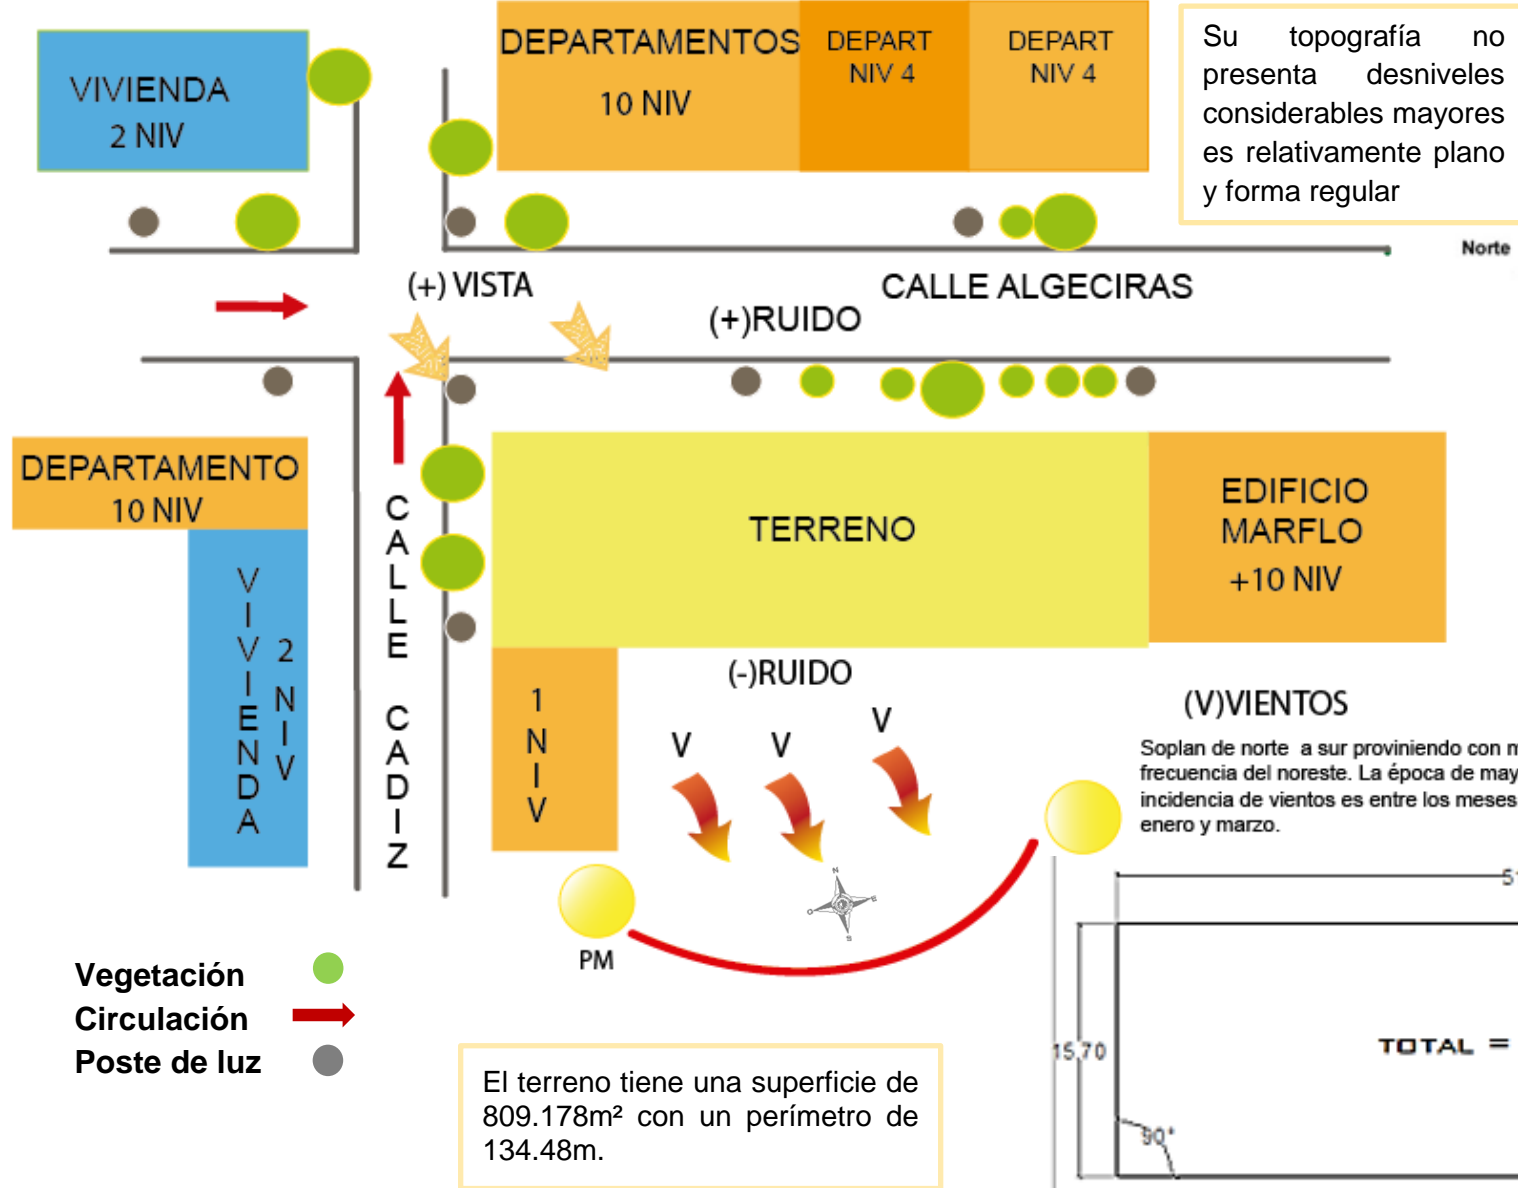 VIVIENDA
2 NIV
DEPARTAMENTOS
10 NIV
DEPART
NIV 4
DEPART
NIV 4
Su topografía no
presenta desniveles
considerables mayores
es relativamente plano
y forma regular
Norte
(+) VISTA
CALLE ALGECIRAS
(+)RUIDO
DEPARTAMENTO
10 NIV
VIVIENDA
2 NIV
CALLE CADIZ
TERRENO
EDIFICIO
MARFLO
+10 NIV
1 NIV
(-)RUIDO
V
V
V
(V)VIENTOS
Soplan de norte a sur proviniendo con m
frecuencia del noreste. La época de may
incidencia de vientos es entre los meses
enero y marzo.
N
E
S
O
PM
Vegetación
Circulación
Poste de luz
El terreno tiene una superficie de
809.178m² con un perímetro de
134.48m.
51
15,70
TOTAL =
90°